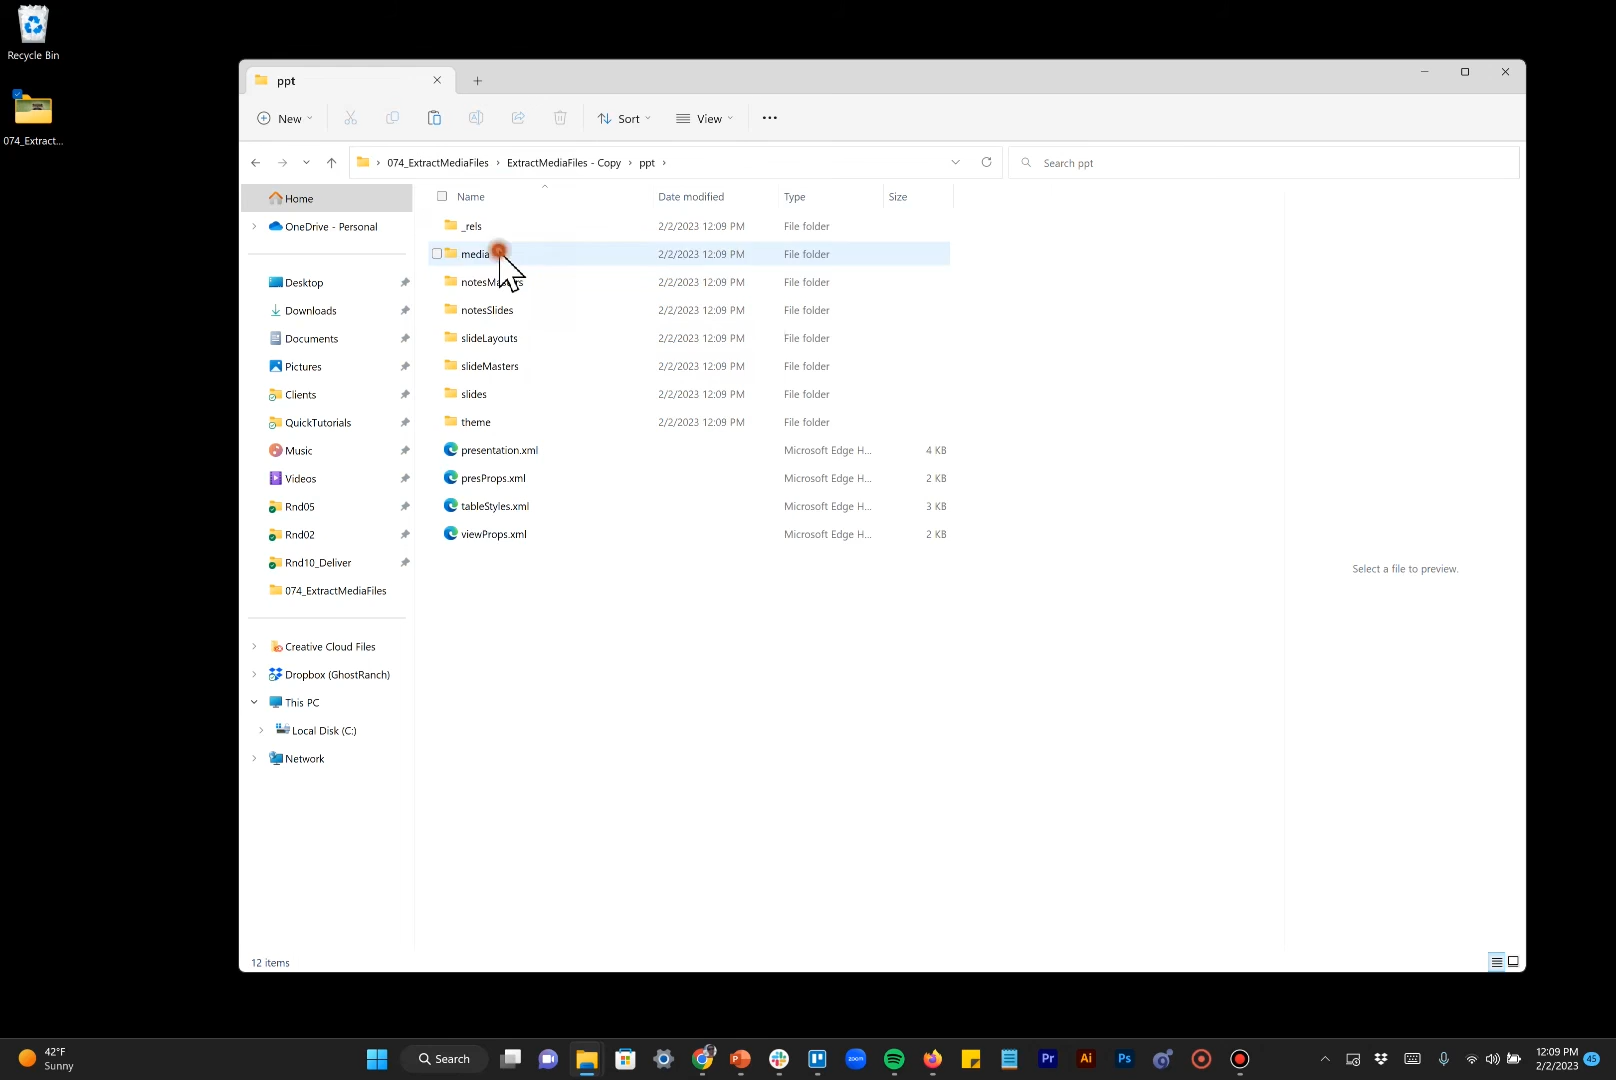 Recycle Bin
074_Extract...
ppt
New
Sort
View
074_ExtractMediaFiles > ExtractMediaFiles - Copy > ppt >
Search ppt
Name Date modified Type Size
Home
OneDrive - Personal
Desktop
Downloads
Documents
Pictures
Clients
QuickTutorials
Music
Videos
Rnd05
Rnd02
Rnd10_Deliver
074_ExtractMediaFiles
Creative Cloud Files
Dropbox (GhostRanch)
This PC
Local Disk (C:)
Network
_rels 2/2/2023 12:09 PM File folder
media 2/2/2023 12:09 PM File folder
2/2/2023 12:09 PM File folder
notesSlides 2/2/2023 12:09 PM File folder
slideLayouts 2/2/2023 12:09 PM File folder
slideMasters 2/2/2023 12:09 PM File folder
slides 2/2/2023 12:09 PM File folder
theme 2/2/2023 12:09 PM File folder
presentation.xml Microsoft Edge H... 4 KB
presProps.xml Microsoft Edge H... 2 KB
tableStyles.xml Microsoft Edge H... 3 KB
viewProps.xml Microsoft Edge H... 2 KB
Select a file to preview.
12 items
42°F
Sunny
Search
zoom
Pr
Ai
Ps
12:09 PM
2/2/2023
45